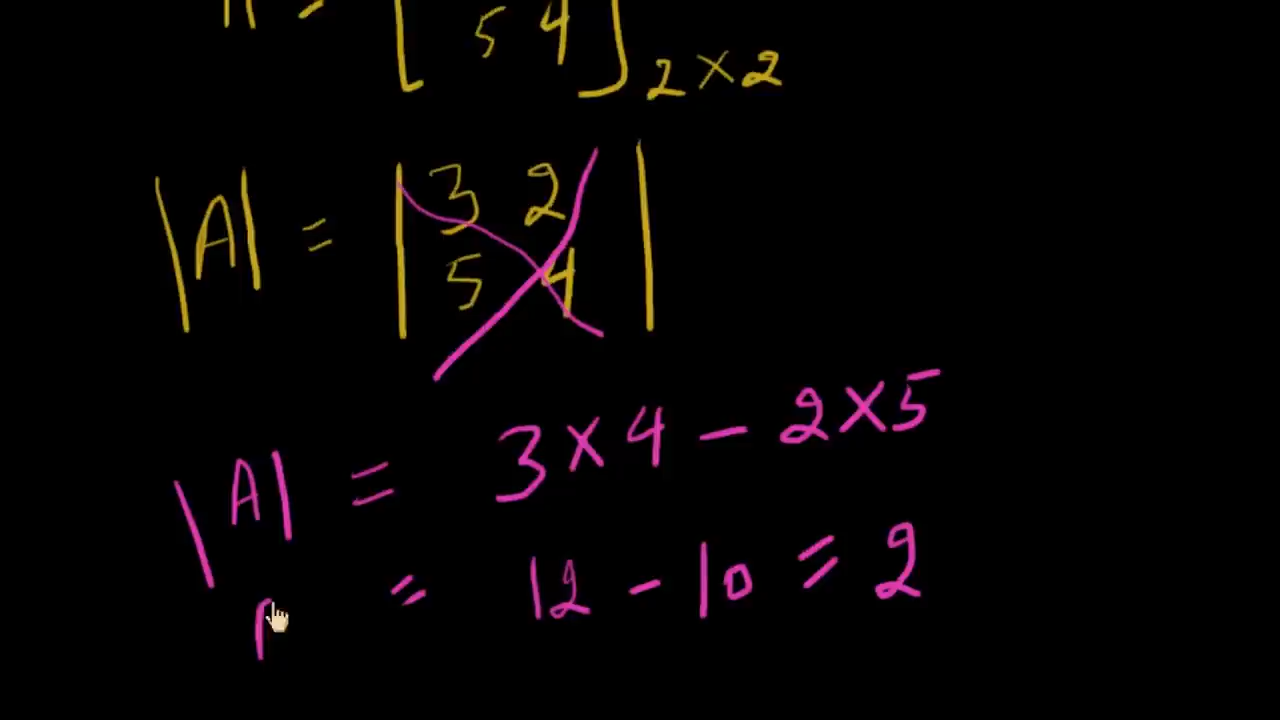 = [
5 4 ] 2 × 2
|A| = | 3 2 |
| 5 4 |
|A| = 3 × 4 - 2 × 5
= 12 - 10 = 2